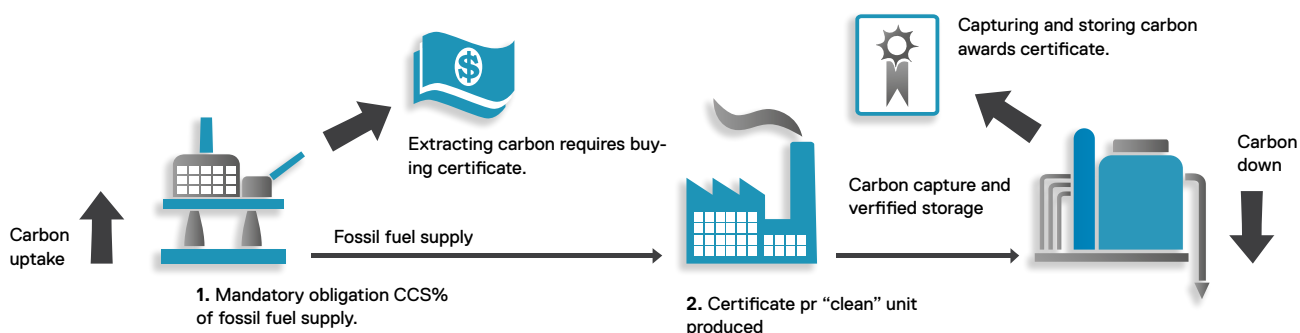 Capturing and storing carbon
awards certificate.
$
Extracting carbon requires buy-
ing certificate.
Carbon
down
Carbon capture and
verfified storage
Carbon
uptake
Fossil fuel supply
1. Mandatory obligation CCS%
of fossil fuel supply.
2. Certificate pr “clean” unit
produced